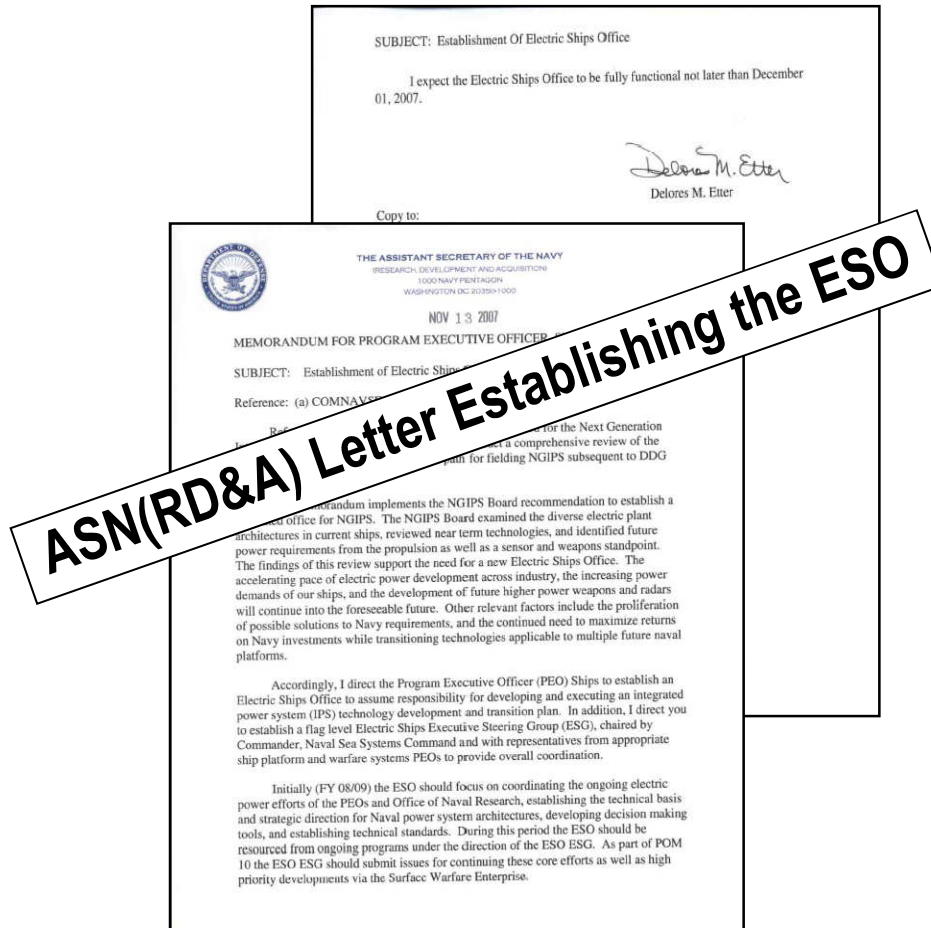 SUBJECT: Establishment Of Electric Ships Office
I expect the Electric Ships Office to be fully functional not later than December
01, 2007.
Delores M. Etter
Delores M. Etter
Copy to:
DEPARTMENT OF DEFENSE
UNITED STATES OF AMERICA
THE ASSISTANT SECRETARY OF THE NAVY
(RESEARCH, DEVELOPMENT AND ACQUISITION)
1000 NAVY PENTAGON
WASHINGTON DC 20350-1000
NOV 13 2007
MEMORANDUM FOR PROGRAM EXECUTIVE OFFICER,
SUBJECT: Establishment of Electric Ships
Reference: (a)
for the Next Generation
a comprehensive review of the
path for fielding NGIPS subsequent to DDG
ASN(RD&A) Letter Establishing the ESO
implements the NGIPS Board recommendation to establish a
office for NGIPS. The NGIPS Board examined the diverse electric plant
architectures in current ships, reviewed near term technologies, and identified future
power requirements from the propulsion as well as a sensor and weapons standpoint.
The findings of this review support the need for a new Electric Ships Office. The
accelerating pace of electric power development across industry, the increasing power
demands of our ships, and the development of future higher power weapons and radars
will continue into the foreseeable future. Other relevant factors include the proliferation
of possible solutions to Navy requirements, and the continued need to maximize returns
on Navy investments while transitioning technologies applicable to multiple future naval
platforms.
Accordingly, I direct the Program Executive Officer (PEO) Ships to establish an
Electric Ships Office to assume responsibility for developing and executing an integrated
power system (IPS) technology development and transition plan. In addition, I direct you
to establish a flag level Electric Ships Executive Steering Group (ESG), chaired by
Commander, Naval Sea Systems Command and with representatives from appropriate
ship platform and warfare systems PEOs to provide overall coordination.
Initially (FY 08/09) the ESO should focus on coordinating the ongoing electric
power efforts of the PEOs and Office of Naval Research, establishing the technical basis
and strategic direction for Naval power system architectures, developing decision making
tools, and establishing technical standards. During this period the ESO should be
resourced from ongoing programs under the direction of the ESO ESG. As part of POM
10 the ESO ESG should submit issues for continuing these core efforts as well as high
priority developments via the Surface Warfare Enterprise.